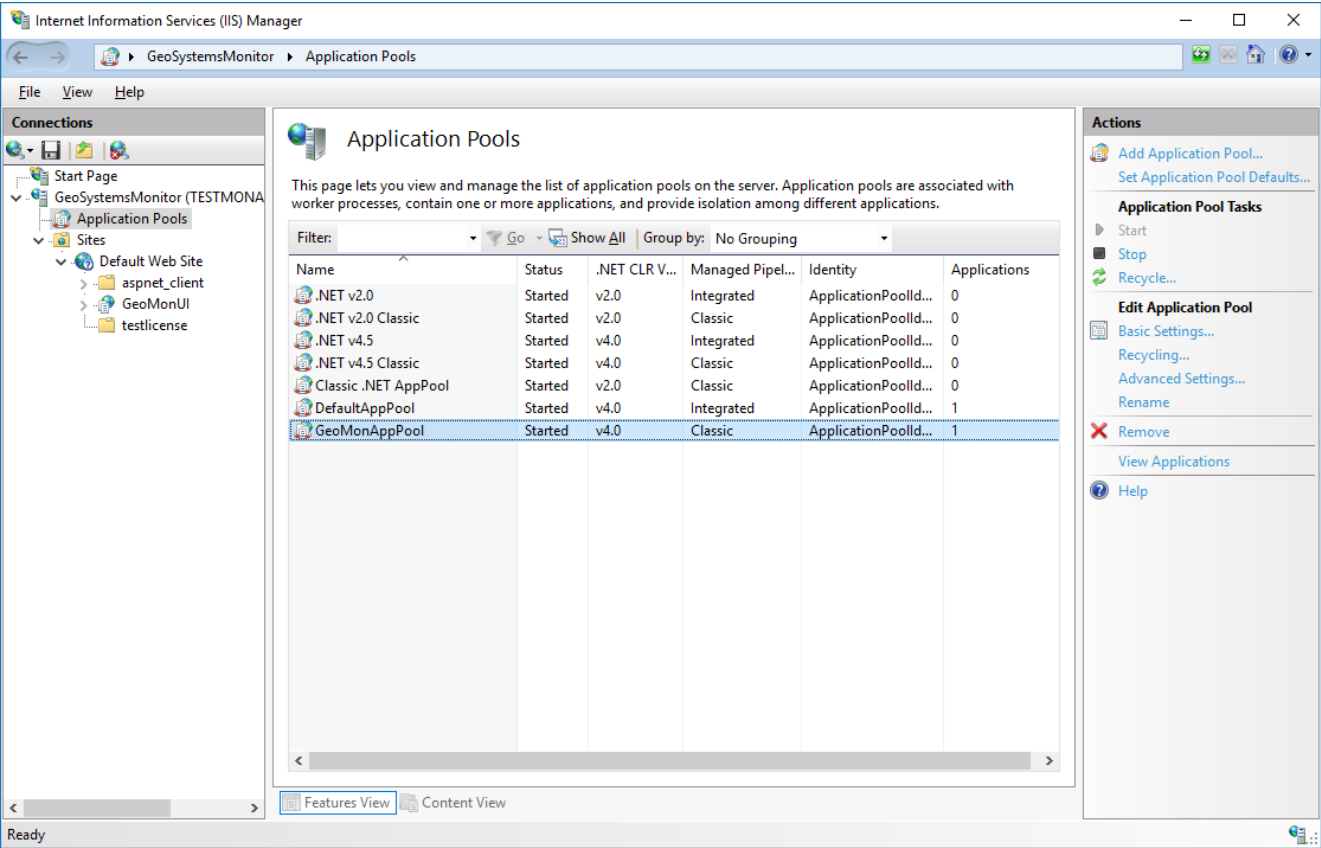 Internet Information Services (IIS) Manager
GeoSystemsMonitor Application Pools
File View Help
Connections
Start Page
GeoSystemsMonitor (TESTMONA
Application Pools
Sites
Default Web Site
aspnet_client
GeoMonUI
testlicense
Application Pools
This page lets you view and manage the list of application pools on the server. Application pools are associated with
worker processes, contain one or more applications, and provide isolation among different applications.
Filter: Go Show All Group by: No Grouping
Name Status .NET CLR V... Managed Pipel... Identity Applications
.NET v2.0 Started v2.0 Integrated ApplicationPoolId... 0
.NET v2.0 Classic Started v2.0 Classic ApplicationPoolId... 0
.NET v4.5 Started v4.0 Integrated ApplicationPoolId... 0
.NET v4.5 Classic Started v4.0 Classic ApplicationPoolId... 0
Classic .NET AppPool Started v2.0 Classic ApplicationPoolId... 0
DefaultAppPool Started v4.0 Integrated ApplicationPoolId... 1
GeoMonAppPool Started v4.0 Classic ApplicationPoolId... 1
Features View Content View
Actions
Add Application Pool...
Set Application Pool Defaults...
Application Pool Tasks
Start
Stop
Recycle...
Edit Application Pool
Basic Settings...
Recycling...
Advanced Settings...
Rename
Remove
View Applications
Help
Ready